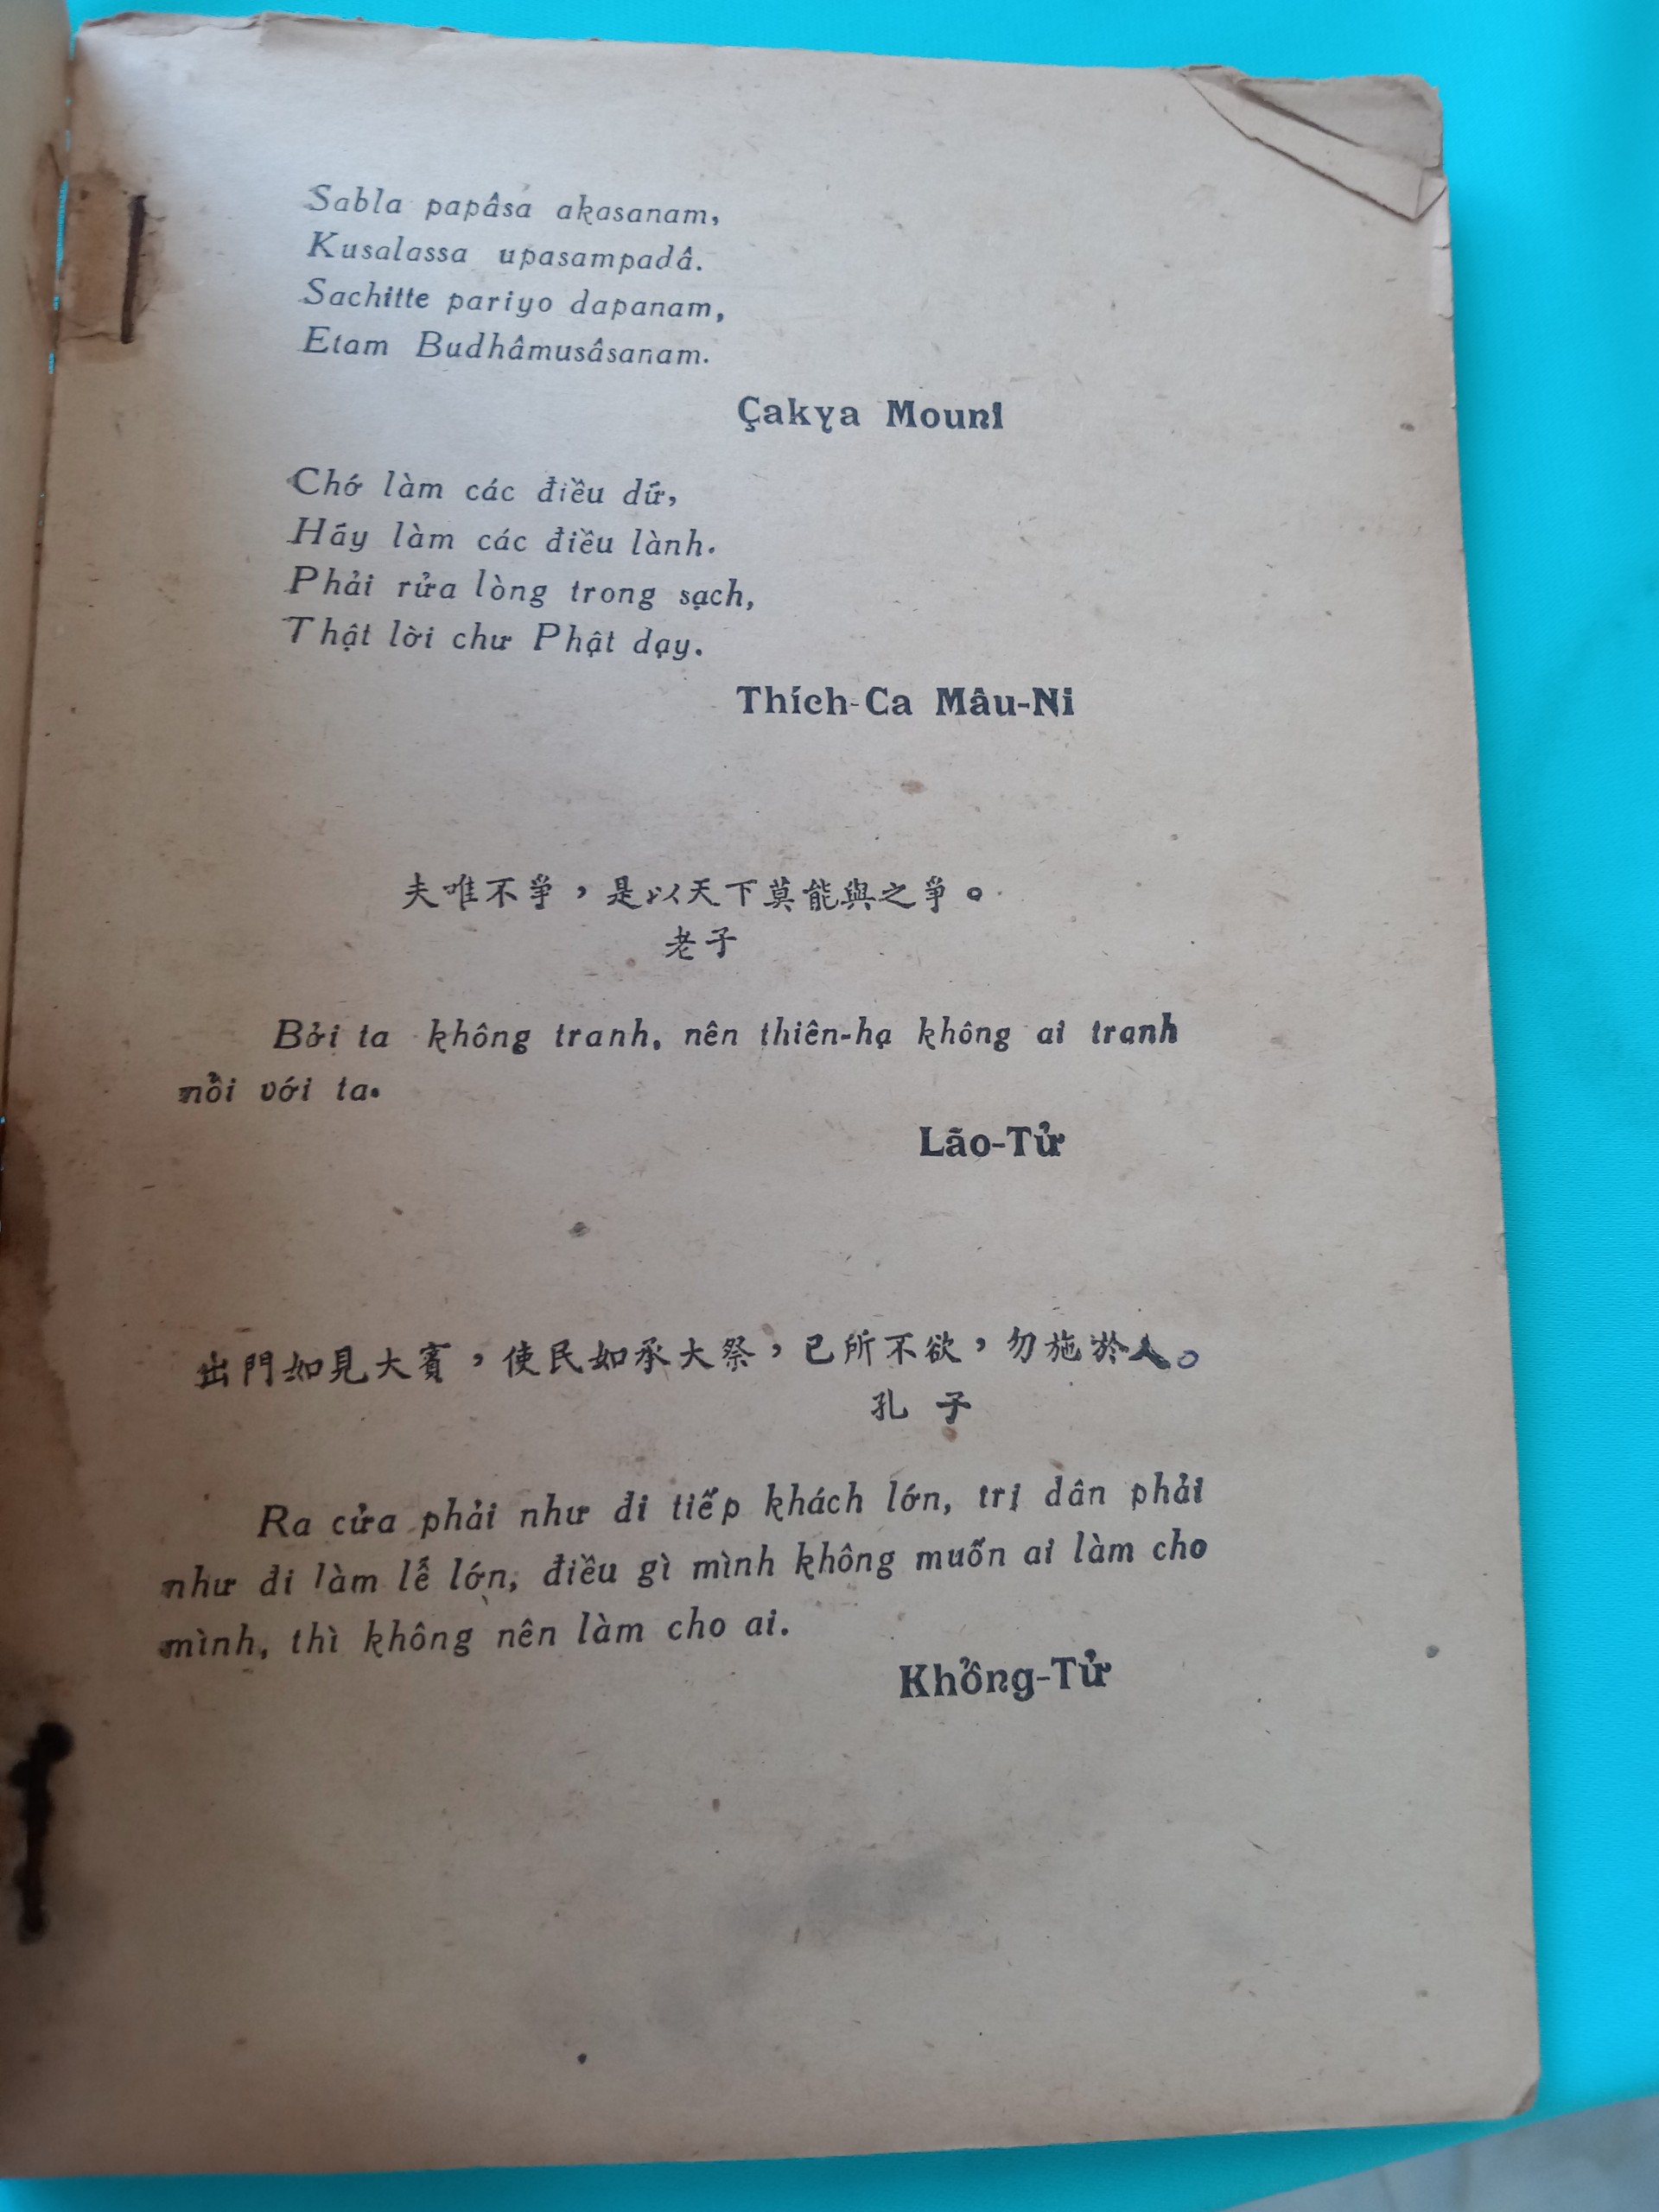 Sabla papâsa akasanam,
Kusalassa upasampadâ.
Sachitte pariyo dapanam,
Etam Budhâmusâsanam.
Çakya Mouni
Chớ làm các điều dữ,
Hãy làm các điều lành.
Phải rửa lòng trong sạch,
Thật lời chư Phật dạy.
Thích-Ca Mâu-Ni
夫唯不爭，是以天下莫能與之爭。
老子
Bởi ta không tranh, nên thiên-hạ không ai tranh
nổi với ta.
Lão-Tử
出門如見大賓，使民如承大祭，已所不欲，勿施於人。
孔子
Ra cửa phải như đi tiếp khách lớn, trị dân phải
như đi làm lễ lớn, điều gì mình không muốn ai làm cho
mình, thì không nên làm cho ai.
Khổng-Tử